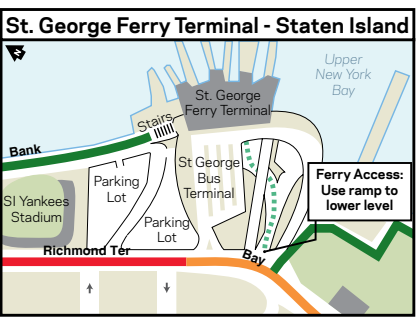 St. George Ferry Terminal - Staten Island
N
Upper
New York
Bay
St. George
Ferry Terminal
Stairs
Bank
St George
Bus
Terminal
Ferry Access:
Use ramp to
lower level
Parking
Lot
SI Yankees
Stadium
Parking
Lot
Richmond Ter
Bay